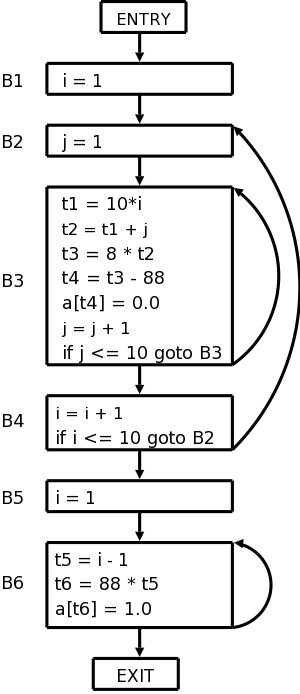 ENTRY
B1
i = 1
B2
j = 1
B3
t1 = 10*i
t2 = t1 + j
t3 = 8 * t2
t4 = t3 - 88
a[t4] = 0.0
j = j + 1
if j <= 10 goto B3
B4
i = i + 1
if i <= 10 goto B2
B5
i = 1
B6
t5 = i - 1
t6 = 88 * t5
a[t6] = 1.0
EXIT